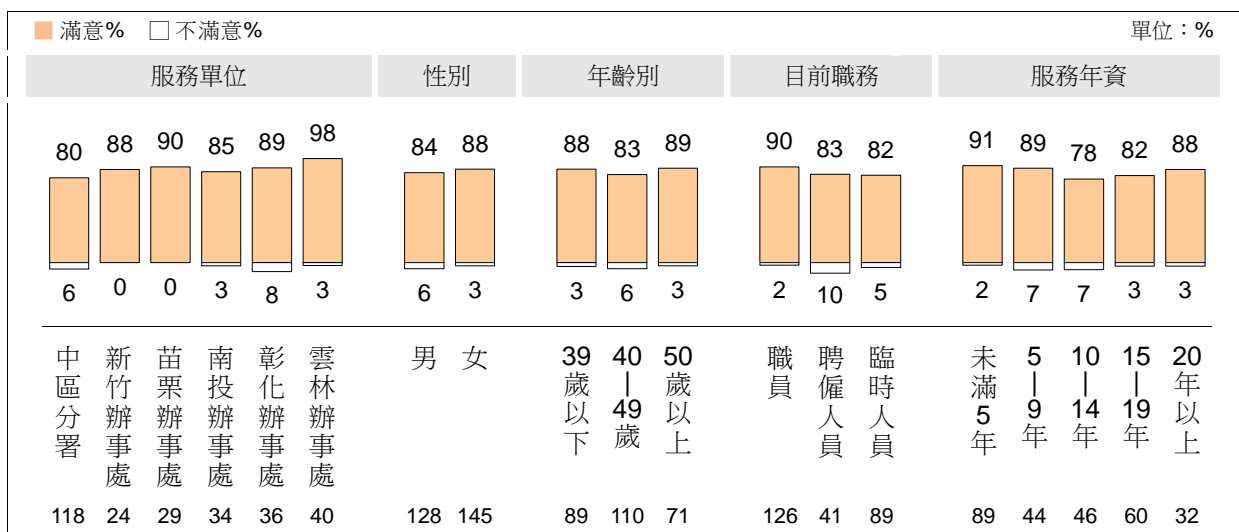 滿意% 不滿意% 單位：%
服務單位 性別 年齡別 目前職務 服務年資
80 88 90 85 89 98 84 88 88 83 89 90 83 82 91 89 78 82 88
6 0 0 3 8 3 6 3 3 6 3 2 10 5 2 7 7 3 3
中區分署
新竹辦事處
苗栗辦事處
南投辦事處
彰化辦事處
雲林辦事處
男
女
39歲以下
40－49歲
50歲以上
職員
聘僱人員
臨時人員
未滿5年
5－9年
10－14年
15－19年
20年以上
118 24 29 34 36 40 128 145 89 110 71 126 41 89 89 44 46 60 32